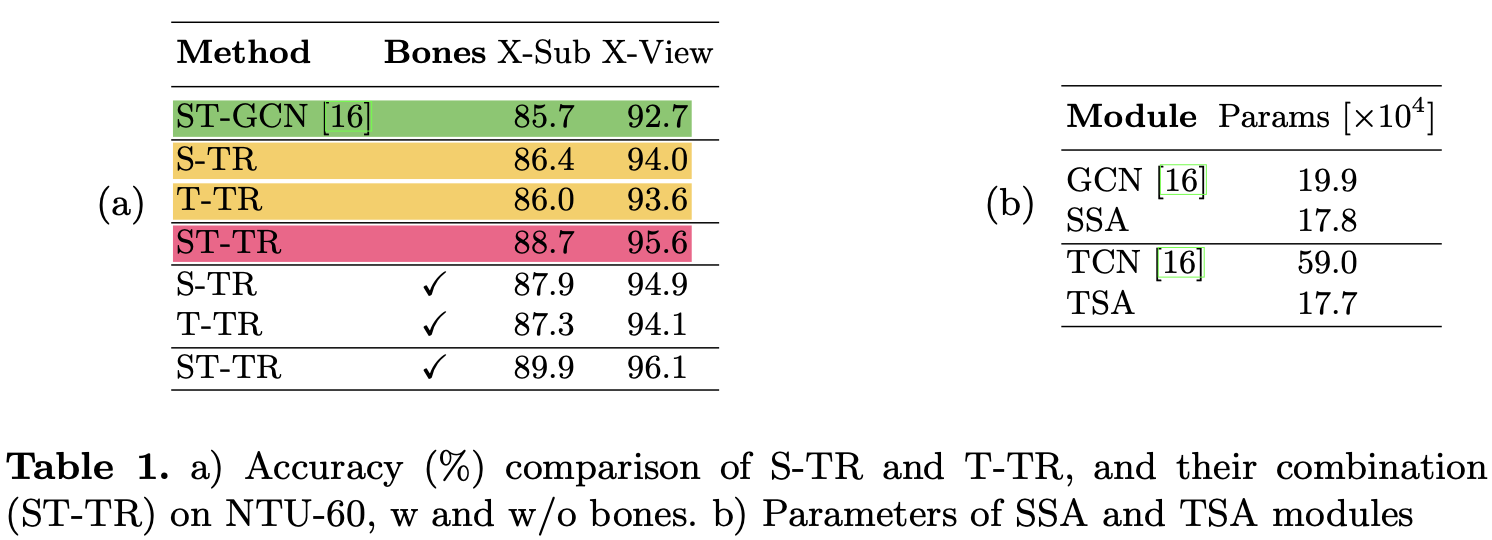 Method Bones X-Sub X-View
ST-GCN [16] 85.7 92.7
S-TR 86.4 94.0
T-TR 86.0 93.6
(a)
ST-TR 88.7 95.6
S-TR ✓ 87.9 94.9
T-TR ✓ 87.3 94.1
ST-TR ✓ 89.9 96.1
Module Params [×10⁴]
GCN [16] 19.9
(b)
SSA 17.8
TCN [16] 59.0
TSA 17.7
Table 1. a) Accuracy (%) comparison of S-TR and T-TR, and their combination
(ST-TR) on NTU-60, w and w/o bones. b) Parameters of SSA and TSA modules